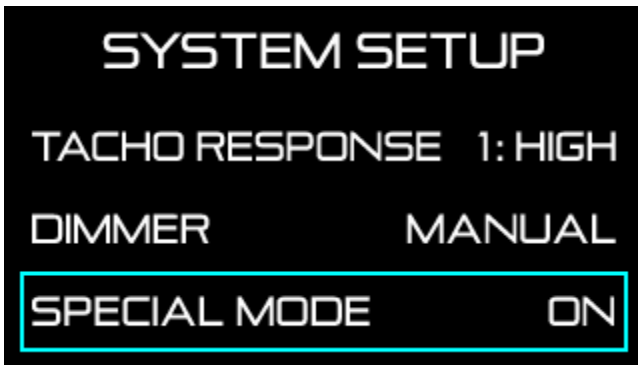 SYSTEM SETUP
TACHO RESPONSE 1: HIGH
DIMMER MANUAL
SPECIAL MODE ON